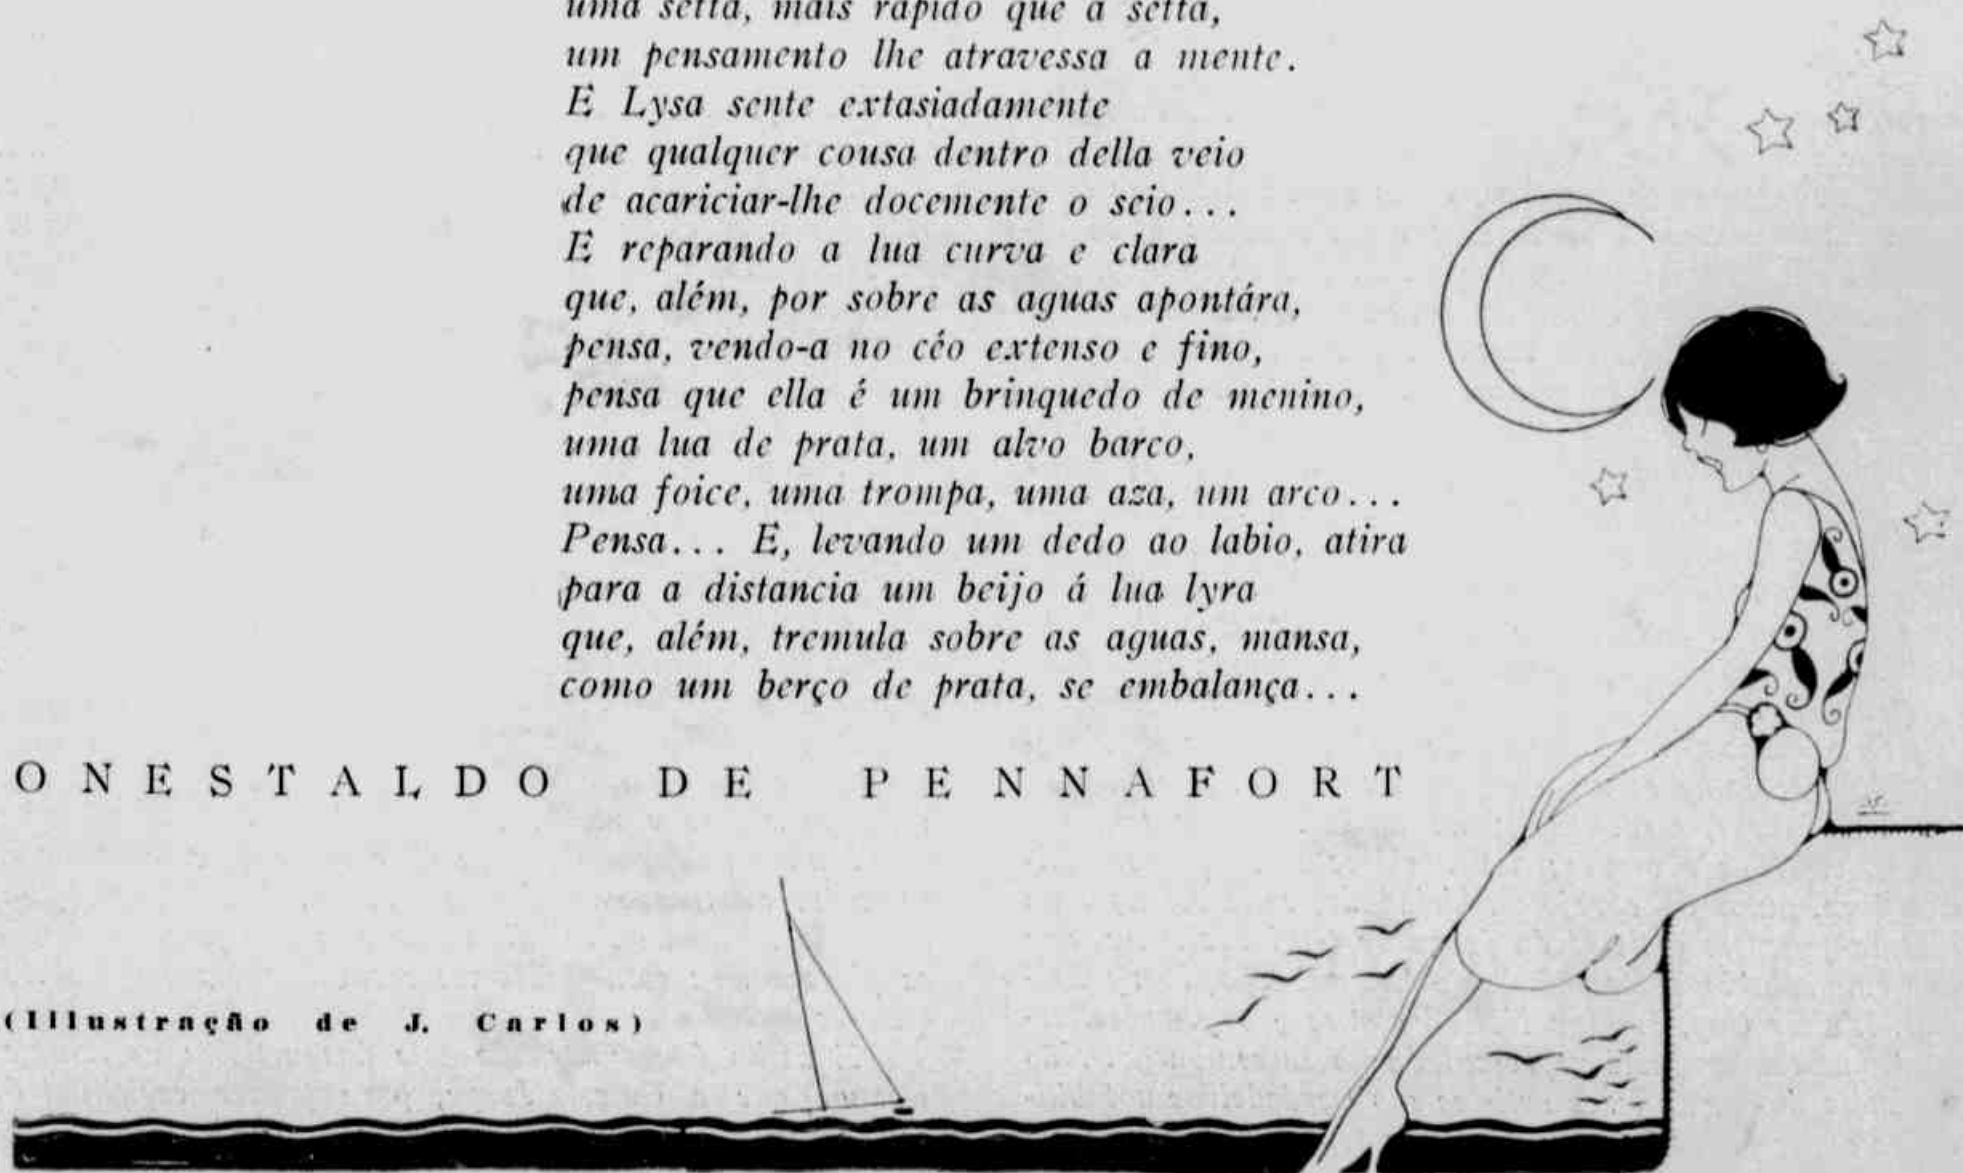 uma setta, mais rapido que a setta,
um pensamento lhe atravessa a mente.
E Lysa sente extasiadamente
que qualquer cousa dentro della veio
de acariciar-lhe docemente o seio...
E reparando a lua curva e clara
que, além, por sobre as aguas apontára,
pensa, vendo-a no céo extenso e fino,
pensa que ella é um brinquedo de menino,
uma lua de prata, um alvo barco,
uma foice, uma trompa, uma aza, um arco...
Pensa... E, levando um dedo ao labio, atira
para a distancia um beijo á lua lyra
que, além, tremula sobre as aguas, mansa,
como um berço de prata, se embalança...
ONESTALDO DE PENNAFORT
(Illustração de J. Carlos)